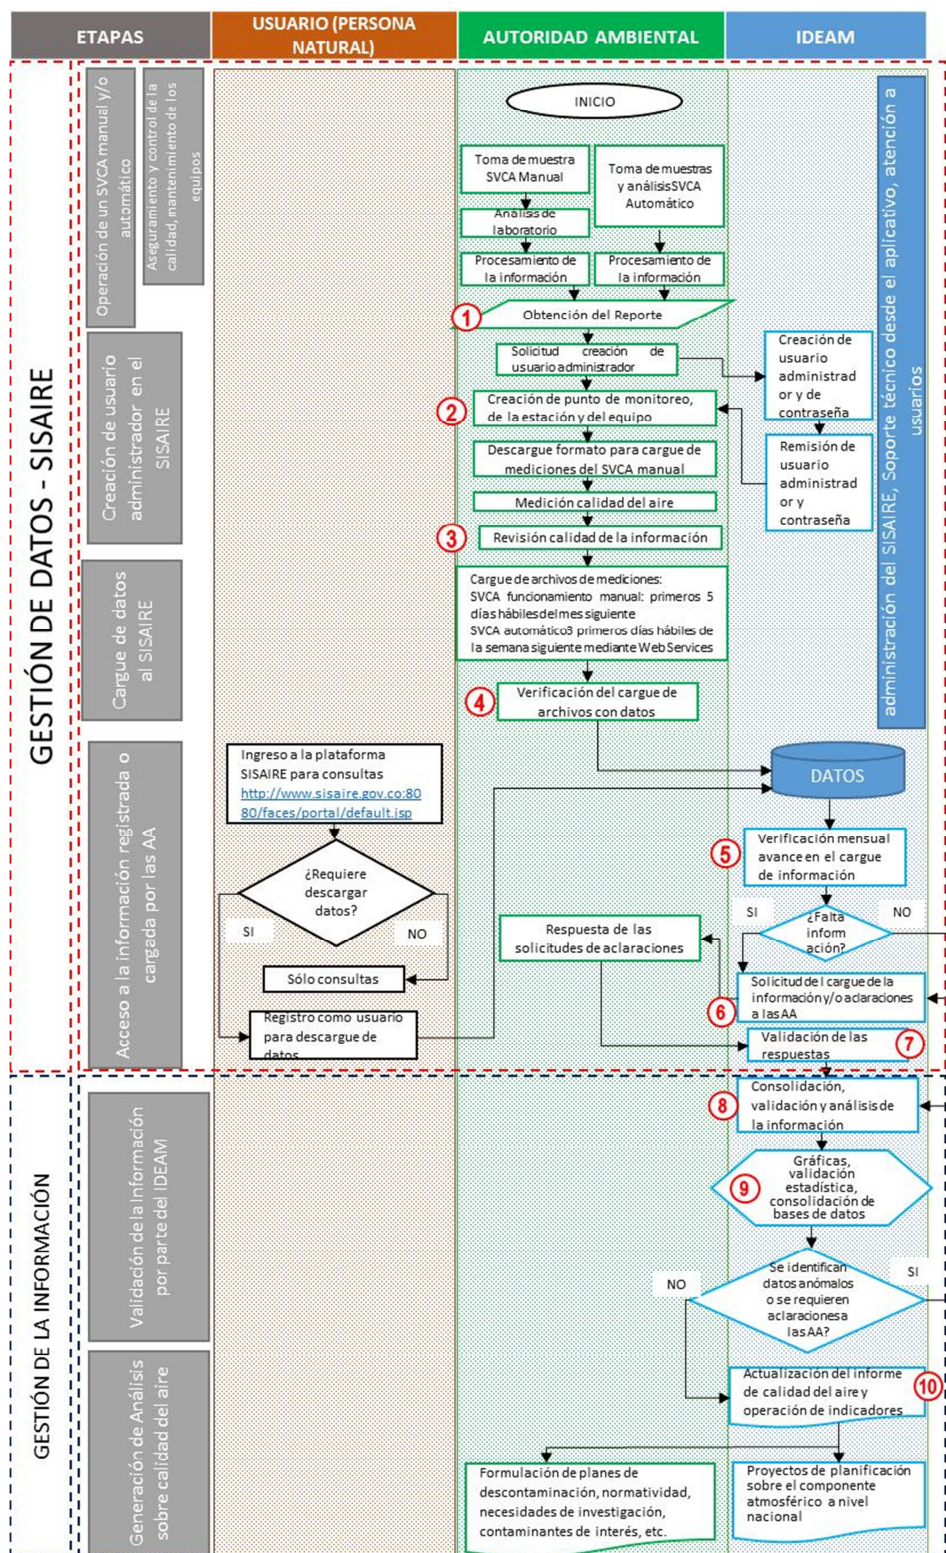 ETAPAS
USUARIO (PERSONA
NATURAL)
AUTORIDAD AMBIENTAL
IDEAM
GESTIÓN DE DATOS - SISAIRE
Operación de un SVCA manual y/o
automático
Aseguramiento y control de la
calidad, mantenimiento de los
equipos
INICIO
Toma de muestra
SVCA Manual
Toma de muestras
y análisisSVCA
Automático
Análisis de
laboratorio
Procesamiento de
la información
Procesamiento de
la información
1
Obtención del Reporte
administración del SISAIRE, Soporte técnico desde el aplicativo, atención a
usuarios
Creación de usuario
administrador en el
SISAIRE
Solicitud creación de
usuario administrador
Creación de
usuario
administrad
or y de
contraseña
2
Creación de punto de monitoreo,
de la estación y del equipo
Descargue formato para cargue de
mediciones del SVCA manual
Remisión de
usuario
administrad
or y
contraseña
Medición calidad del aire
3
Revisión calidad de la información
Cargue de datos
al SISAIRE
Cargue de archivos de mediciones:
SVCA funcionamiento manual: primeros 5
días hábiles del mes siguiente
SVCA automático3 primeros días hábiles de
la semana siguiente mediante Web Services
4
Verificación del cargue de
archivos con datos
Acceso a la información registrada o
cargada por las AA
Ingreso a la plataforma
SISAIRE para consultas
http://www.sisaire.gov.co:80
80/faces/portal/default.jsp
DATOS
5
Verificación mensual
avance en el cargue
de información
¿Requiere
descargar
datos?
SI
NO
SI
¿Falta
inform
ación?
NO
Respuesta de las
solicitudes de aclaraciones
Sólo consultas
6
Solicitud del cargue de la
información y/o aclaraciones
a las AA
Registro como usuario
para descargue de
datos
Validación de las
respuestas
7
GESTIÓN DE LA INFORMACIÓN
Validación de la Información
por parte del IDEAM
8
Consolidación,
validación y análisis de
la información
9
Gráficas,
validación
estadística,
consolidación de
bases de datos
NO
Se identifican
datos anómalos
o se requieren
aclaraciones a
las AA?
SI
Generación de Análisis
sobre calidad del aire
Actualización del informe
de calidad del aire y
operación de indicadores
10
Formulación de planes de
descontaminación, normatividad,
necesidades de investigación,
contaminantes de interés, etc.
Proyectos de planificación
sobre el componente
atmosférico a nivel
nacional